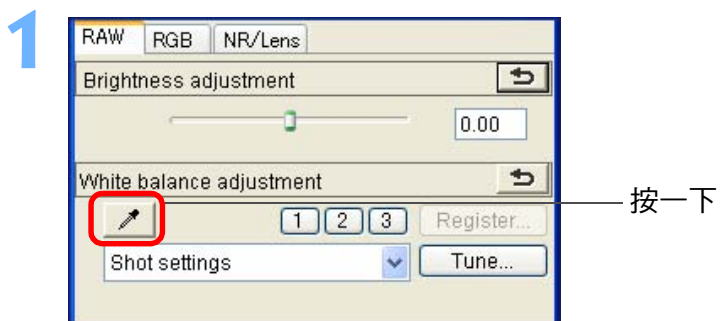 1
RAW RGB NR/Lens
Brightness adjustment
0.00
White balance adjustment
按一下
1 2 3 Register...
Shot settings Tune...